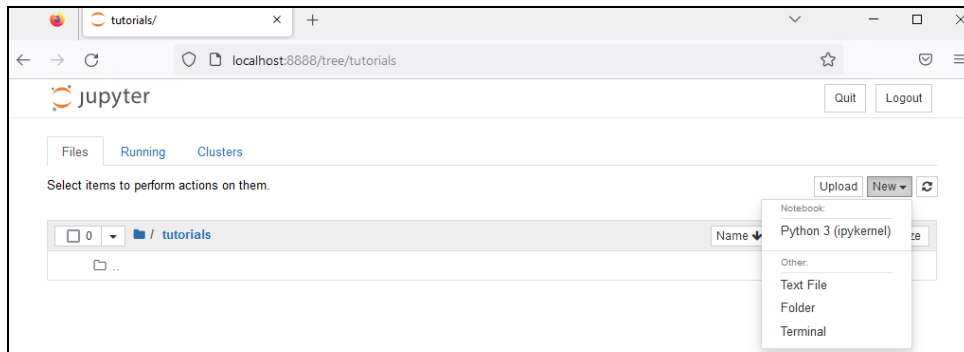 tutorials/
localhost:8888/tree/tutorials
jupyter
Quit Logout
Files Running Clusters
Select items to perform actions on them.
Upload New
0 / tutorials
Name
..
Notebook:
Python 3 (ipykernel)
Other:
Text File
Folder
Terminal